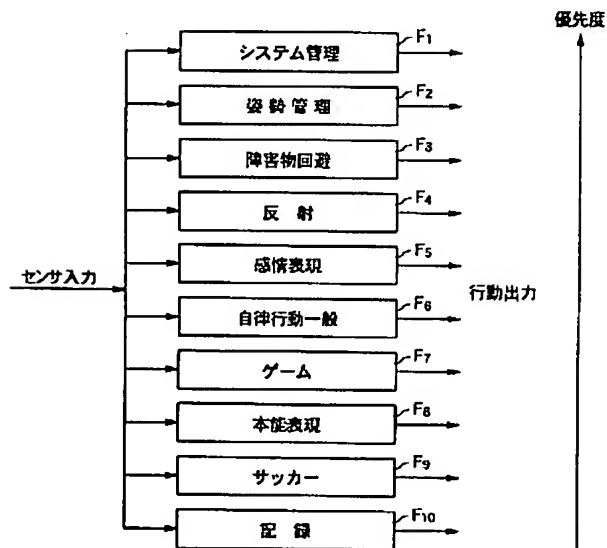 優先度
システム管理 F1
姿勢管理 F2
障害物回避 F3
反射 F4
感情表現 F5
センサ入力
行動出力
自律行動一般 F6
ゲーム F7
本能表現 F8
サッカー F9
記録 F10